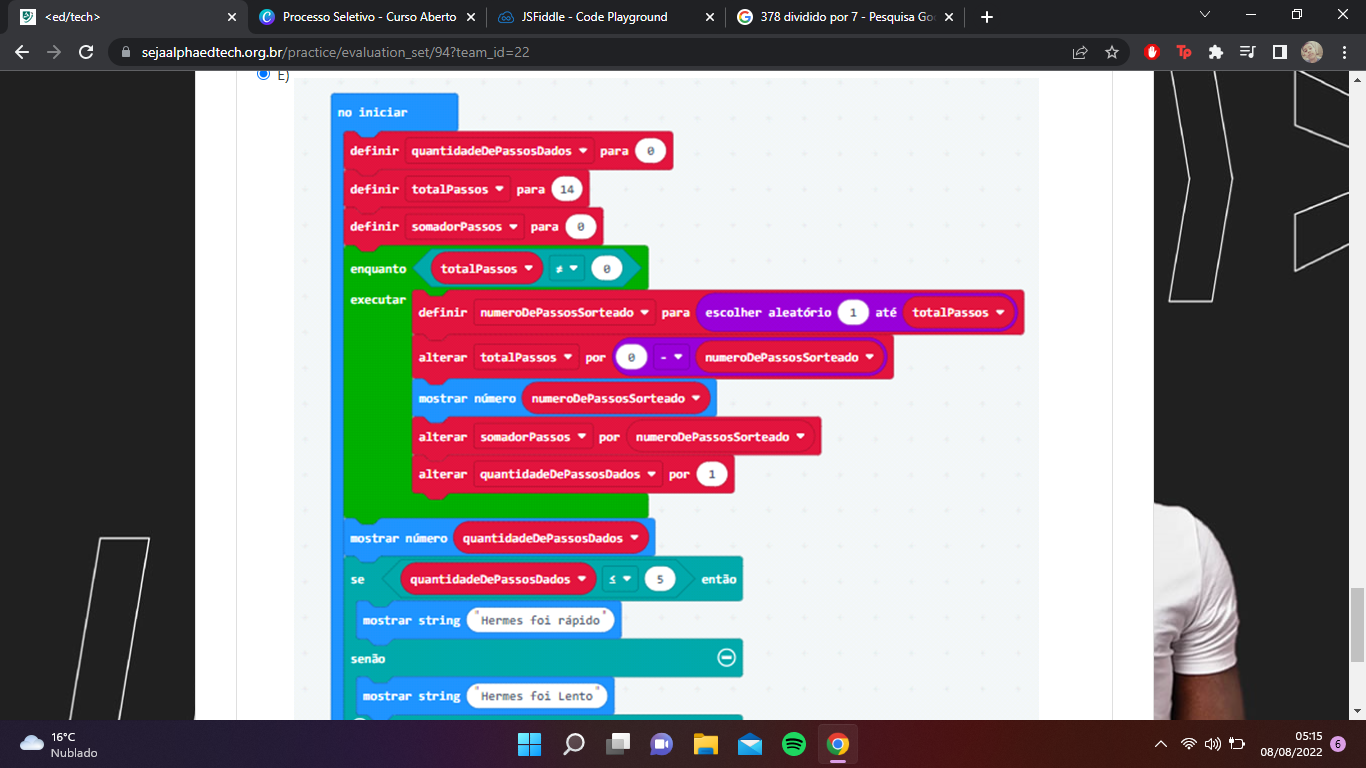 <ed/tech>
Processo Seletivo - Curso Aberto
JSFiddle - Code Playground
378 dividido por 7 - Pesquisa Goo
sejaalphaedtech.org.br/practice/evaluation_set/94?team_id=22
E)
no iniciar
definir quantidadeDePassosDados para 0
definir totalPassos para 14
definir somadorPassos para 0
enquanto totalPassos ≠ 0
executar
definir numeroDePassosSorteado para escolher aleatório 1 até totalPassos
alterar totalPassos por 0 - numeroDePassosSorteado
mostrar número numeroDePassosSorteado
alterar somadorPassos por numeroDePassosSorteado
alterar quantidadeDePassosDados por 1
mostrar número quantidadeDePassosDados
se quantidadeDePassosDados ≤ 5 então
mostrar string "Hermes foi rápido"
senão
mostrar string "Hermes foi Lento"
16°C
Nublado
05:15
08/08/2022
6